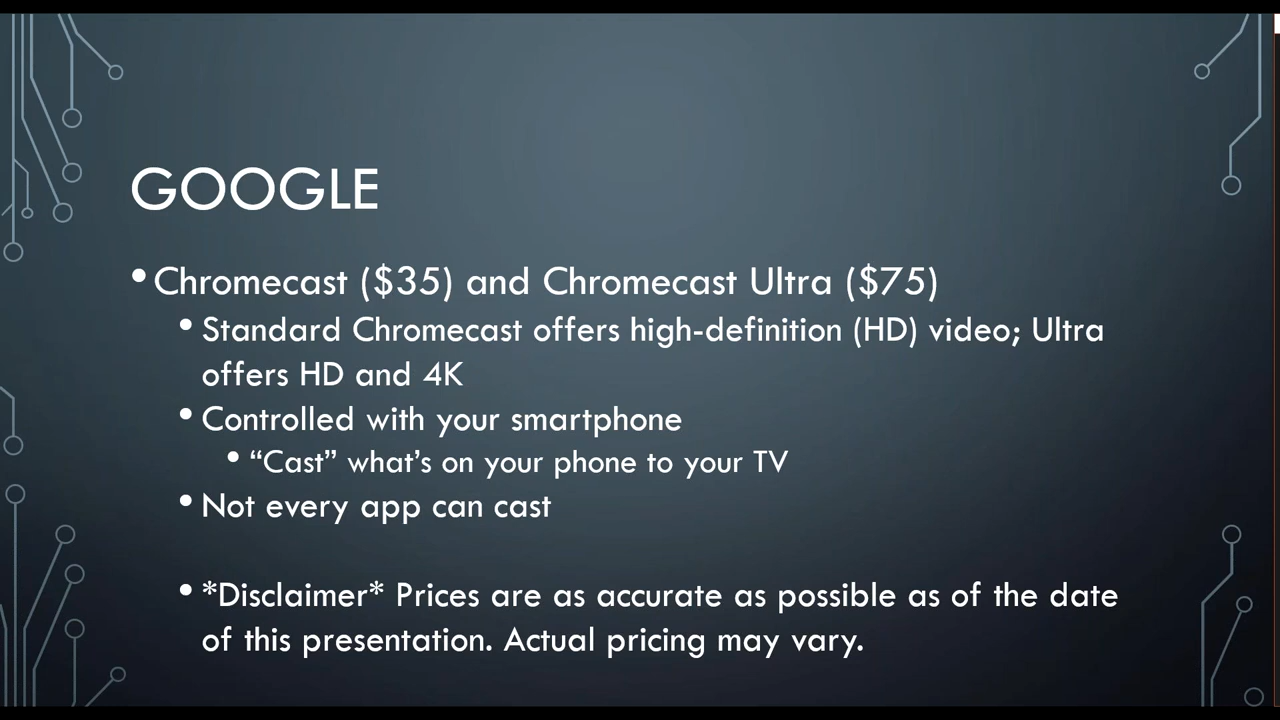 GOOGLE
• Chromecast ($35) and Chromecast Ultra ($75)
• Standard Chromecast offers high-definition (HD) video; Ultra
offers HD and 4K
• Controlled with your smartphone
• “Cast” what’s on your phone to your TV
• Not every app can cast
• *Disclaimer* Prices are as accurate as possible as of the date
of this presentation. Actual pricing may vary.